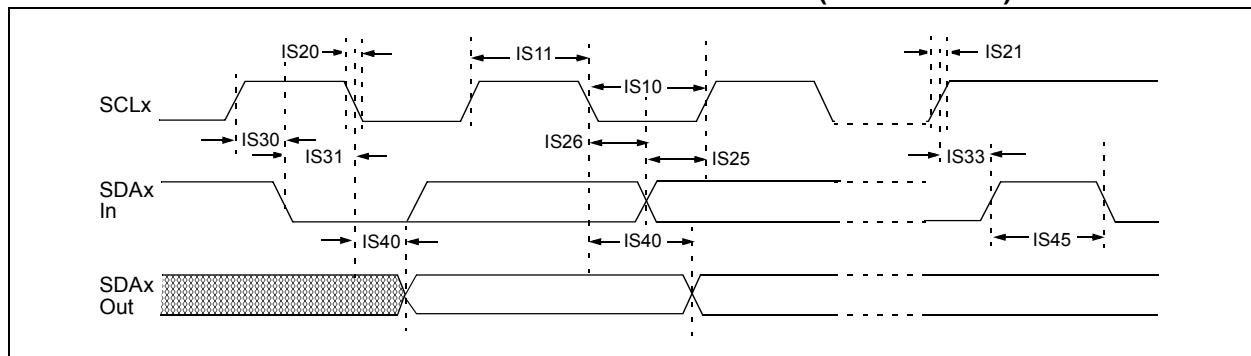 IS20
IS11
IS21
IS10
SCLx
IS30
IS31
IS26
IS25
IS33
SDAx
In
IS40
IS40
IS45
SDAx
Out